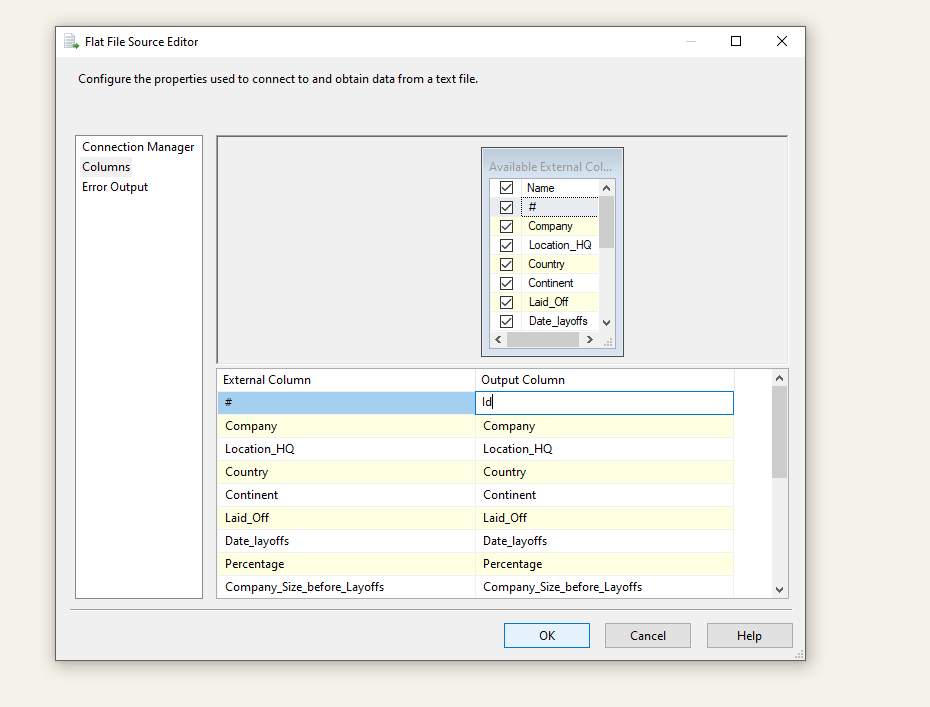 Flat File Source Editor
Configure the properties used to connect to and obtain data from a text file.
Connection Manager
Columns
Error Output
Available External Col...
Name
#
Company
Location_HQ
Country
Continent
Laid_Off
Date_layoffs
External Column Output Column
# Id
Company Company
Location_HQ Location_HQ
Country Country
Continent Continent
Laid_Off Laid_Off
Date_layoffs Date_layoffs
Percentage Percentage
Company_Size_before_Layoffs Company_Size_before_Layoffs
OK Cancel Help